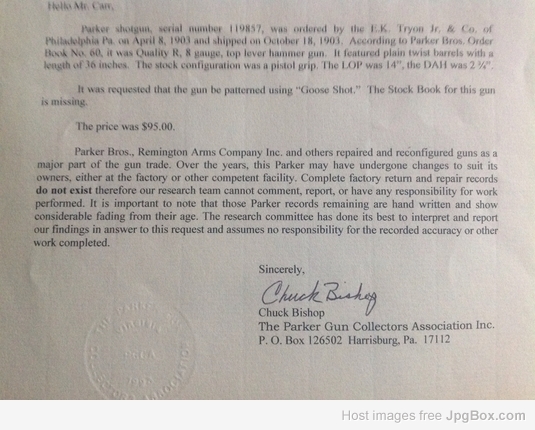 Hello Mr. Carr,
Parker shotgun, serial number 119857, was ordered by the E.K. Tryon Jr. & Co. of
Philadelphia Pa. on April 8, 1903 and shipped on October 18, 1903. According to Parker Bros. Order
Book No. 60, it was Quality R, 8 gauge, top lever hammer gun. It featured plain twist barrels with a
length of 36 inches. The stock configuration was a pistol grip. The LOP was 14", the DAH was 2 ¾".
It was requested that the gun be patterned using "Goose Shot." The Stock Book for this gun
is missing.
The price was $95.00.
Parker Bros., Remington Arms Company Inc. and others repaired and reconfigured guns as a
major part of the gun trade. Over the years, this Parker may have undergone changes to suit its
owners, either at the factory or other competent facility. Complete factory return and repair records
do not exist therefore our research team cannot comment, report, or have any responsibility for work
performed. It is important to note that those Parker records remaining are hand written and show
considerable fading from their age. The research committee has done its best to interpret and report
our findings in answer to this request and assumes no responsibility for the recorded accuracy or other
work completed.
Sincerely,
Chuck Bishop
Chuck Bishop
The Parker Gun Collectors Association Inc.
P. O. Box 126502 Harrisburg, Pa. 17112
Host images free JpgBox.com